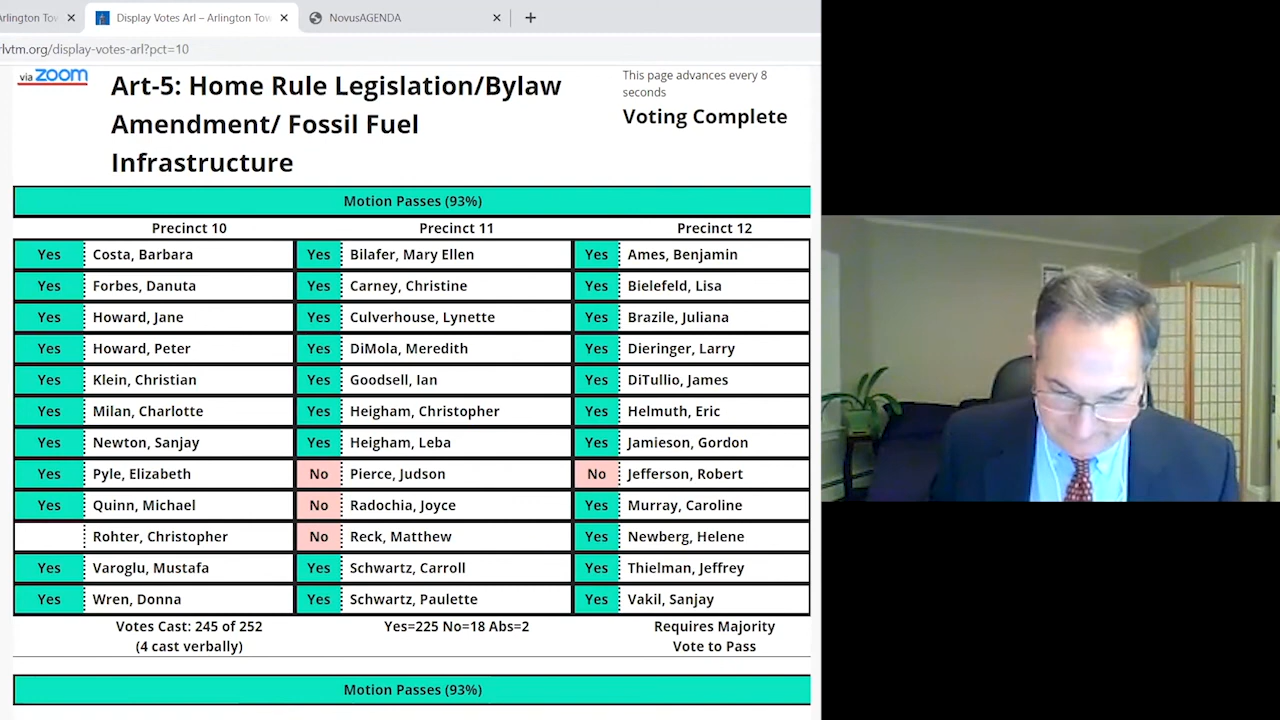 Arlington Tov
Display Votes Arl – Arlington Tow
NovusAGENDA
rlvtm.org/display-votes-arl?pct=10
via zoom
Art-5: Home Rule Legislation/Bylaw
Amendment/ Fossil Fuel
Infrastructure
This page advances every 8
seconds
Voting Complete
Motion Passes (93%)
Precinct 10 Precinct 11 Precinct 12
Yes Costa, Barbara Yes Bilafer, Mary Ellen Yes Ames, Benjamin
Yes Forbes, Danuta Yes Carney, Christine Yes Bielefeld, Lisa
Yes Howard, Jane Yes Culverhouse, Lynette Yes Brazile, Juliana
Yes Howard, Peter Yes DiMola, Meredith Yes Dieringer, Larry
Yes Klein, Christian Yes Goodsell, Ian Yes DiTullio, James
Yes Milan, Charlotte Yes Heigham, Christopher Yes Helmuth, Eric
Yes Newton, Sanjay Yes Heigham, Leba Yes Jamieson, Gordon
Yes Pyle, Elizabeth No Pierce, Judson No Jefferson, Robert
Yes Quinn, Michael No Radochia, Joyce Yes Murray, Caroline
Rohter, Christopher No Reck, Matthew Yes Newberg, Helene
Yes Varoglu, Mustafa Yes Schwartz, Carroll Yes Thielman, Jeffrey
Yes Wren, Donna Yes Schwartz, Paulette Yes Vakil, Sanjay
Votes Cast: 245 of 252 Yes=225 No=18 Abs=2 Requires Majority
(4 cast verbally) Vote to Pass
Motion Passes (93%)